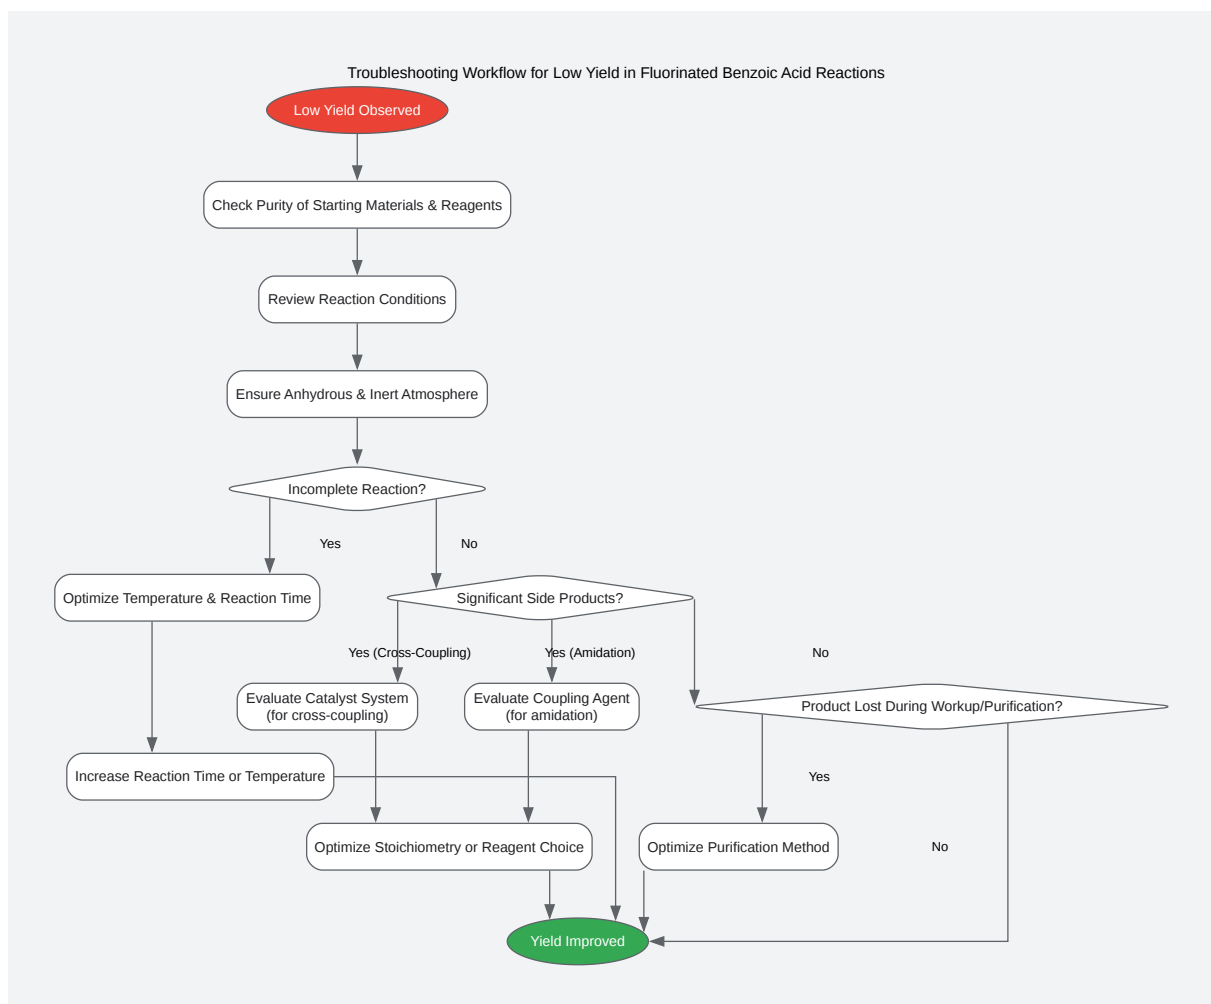 Troubleshooting Workflow for Low Yield in Fluorinated Benzoic Acid Reactions
Low Yield Observed
Check Purity of Starting Materials & Reagents
Review Reaction Conditions
Ensure Anhydrous & Inert Atmosphere
Incomplete Reaction?
Yes
No
Optimize Temperature & Reaction Time
Significant Side Products?
Yes (Cross-Coupling)
Yes (Amidation)
No
Evaluate Catalyst System
(for cross-coupling)
Evaluate Coupling Agent
(for amidation)
Product Lost During Workup/Purification?
Increase Reaction Time or Temperature
Yes
Optimize Stoichiometry or Reagent Choice
Optimize Purification Method
No
Yield Improved